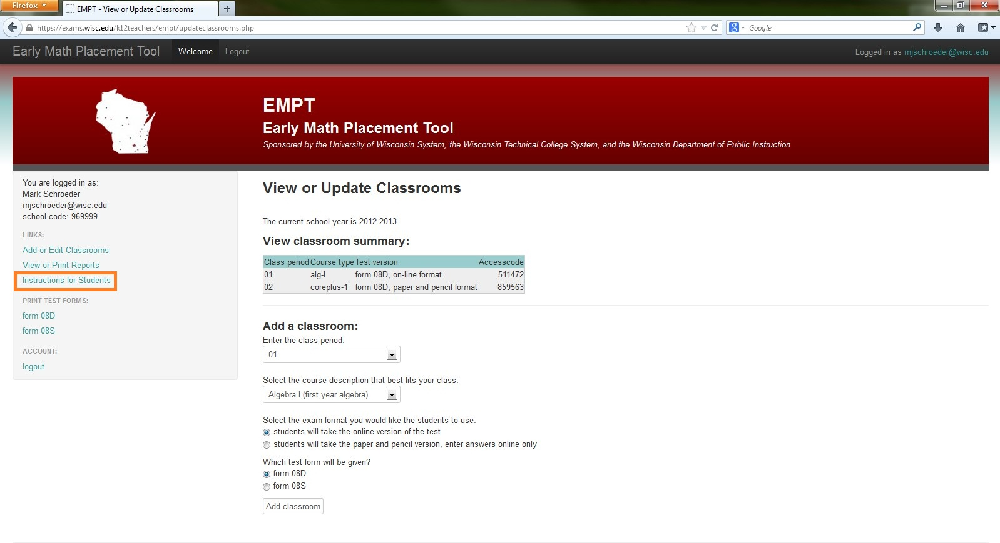 Firefox
EMPT - View or Update Classrooms
https://exams.wisc.edu/k12teachers/empt/updateclassrooms.php
Google
Early Math Placement Tool
Welcome
Logout
Logged in as mjschroeder@wisc.edu
EMPT
Early Math Placement Tool
Sponsored by the University of Wisconsin System, the Wisconsin Technical College System, and the Wisconsin Department of Public Instruction
You are logged in as:
Mark Schroeder
mjschroeder@wisc.edu
school code: 969999
LINKS:
Add or Edit Classrooms
View or Print Reports
Instructions for Students
PRINT TEST FORMS:
form 08D
form 08S
ACCOUNT:
logout
View or Update Classrooms
The current school year is 2012-2013
View classroom summary:
Class period Course type Test version Accesscode
01 alg-I form 08D, on-line format 511472
02 coreplus-1 form 08D, paper and pencil format 859563
Add a classroom:
Enter the class period:
01
Select the course description that best fits your class:
Algebra I (first year algebra)
Select the exam format you would like the students to use:
students will take the online version of the test
students will take the paper and pencil version, enter answers online only
Which test form will be given?
form 08D
form 08S
Add classroom